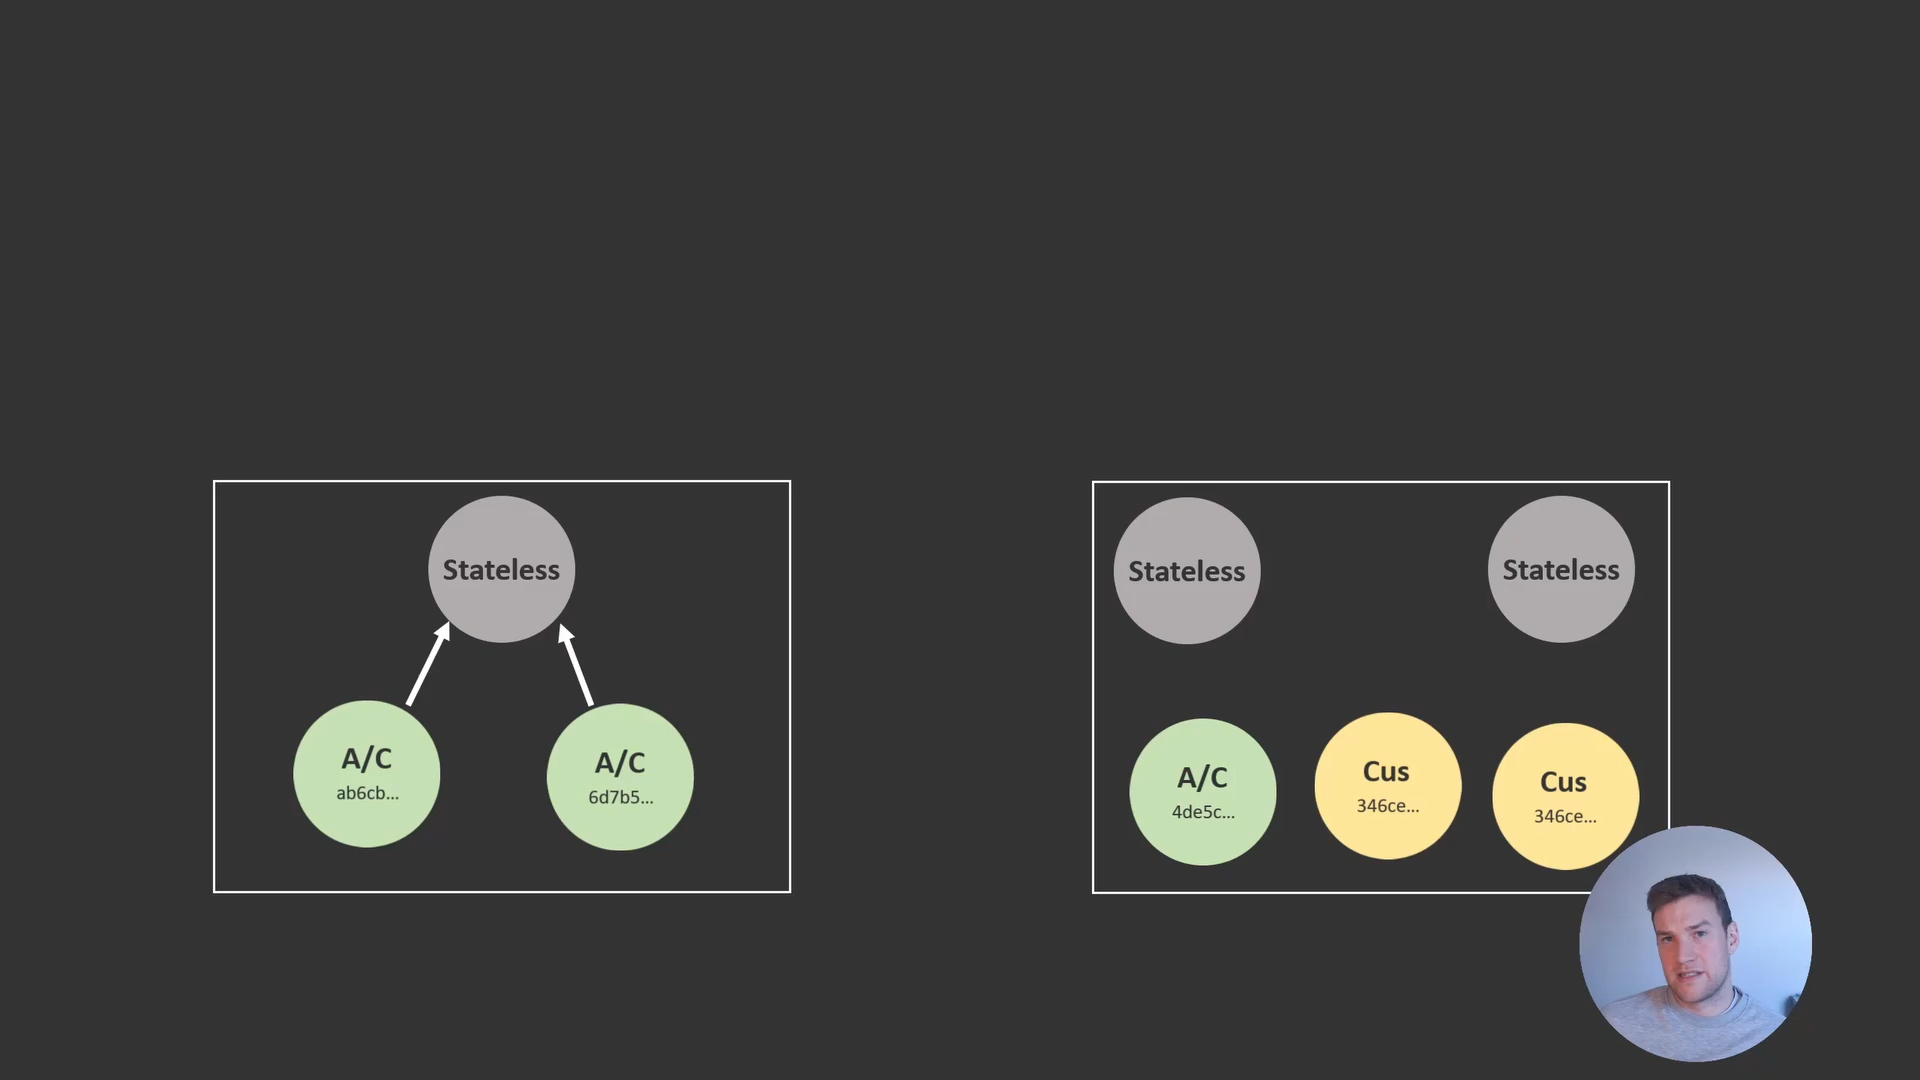 Stateless
A/C
ab6cb...
A/C
6d7b5...
Stateless
Stateless
A/C
4de5c...
Cus
346ce...
Cus
346ce...